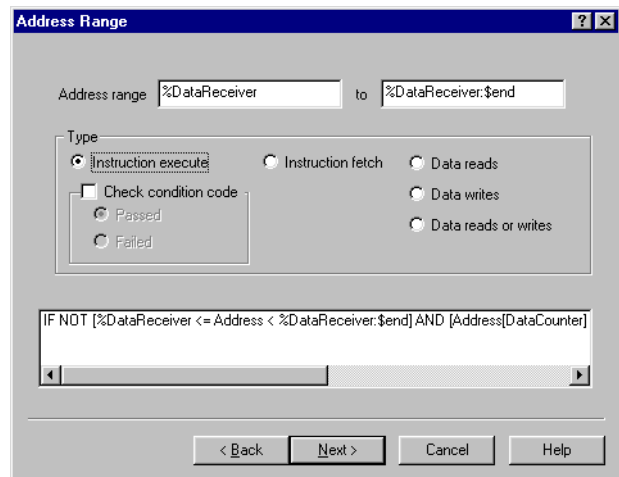 Address Range
Address range %DataReceiver to %DataReceiver:$end
Type
Instruction execute Instruction fetch Data reads
Check condition code Data writes
Passed
Data reads or writes
Failed
IF NOT [%DataReceiver <= Address < %DataReceiver:$end] AND [Address[DataCounter]
< Back Next > Cancel Help